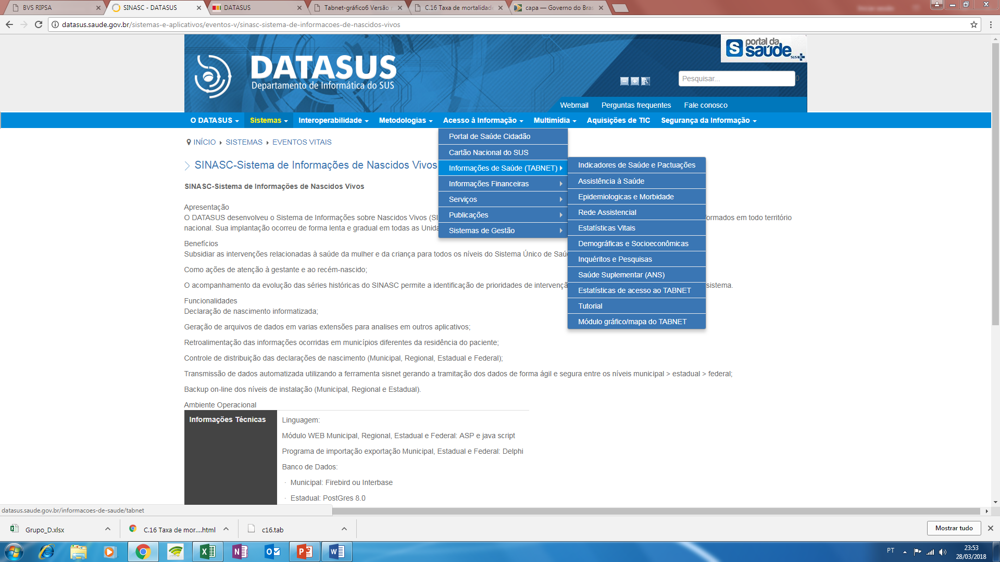 BVS RIPSA
SINASC - DATASUS
DATASUS
Tabnet-gráfico6 Versão
C.16 Taxa de mortalidade
capa — Governo do Bras
datasus.saude.gov.br/sistemas-e-aplicativos/eventos-v/sinasc-sistema-de-informacoes-de-nascidos-vivos
portal da
saúde
SUS
DATASUS
Departamento de Informática do SUS
A
Pesquisar...
Webmail Perguntas frequentes Fale conosco
O DATASUS Sistemas Interoperabilidade Metodologias Acesso à Informação Multimídia Aquisições de TIC Segurança da Informação
INÍCIO SISTEMAS EVENTOS VITAIS
Portal de Saúde Cidadão
Cartão Nacional do SUS
Informações de Saúde (TABNET)
Informações Financeiras
Serviços
Publicações
Sistemas de Gestão
Indicadores de Saúde e Pactuações
Assistência à Saúde
Epidemiologicas e Morbidade
Rede Assistencial
Estatísticas Vitais
Demográficas e Socioeconômicas
Inquéritos e Pesquisas
Saúde Suplementar (ANS)
Estatísticas de acesso ao TABNET
Tutorial
Módulo gráfico/mapa do TABNET
SINASC-Sistema de Informações de Nascidos Vivos
SINASC-Sistema de Informações de Nascidos Vivos
Apresentação
O DATASUS desenvolveu o Sistema de Informações sobre Nascidos Vivos (SI formados em todo território
nacional. Sua implantação ocorreu de forma lenta e gradual em todas as Unida
Benefícios
Subsidiar as intervenções relacionadas à saúde da mulher e da criança para todos os níveis do Sistema Único de Saú
Como ações de atenção à gestante e ao recém-nascido;
O acompanhamento da evolução das séries históricas do SINASC permite a identificação de prioridades de intervenç sistema.
Funcionalidades
Declaração de nascimento informatizada;
Geração de arquivos de dados em varias extensões para analises em outros aplicativos;
Retroalimentação das informações ocorridas em municípios diferentes da residência do paciente;
Controle de distribuição das declarações de nascimento (Municipal, Regional, Estadual e Federal);
Transmissão de dados automatizada utilizando a ferramenta sisnet gerando a tramitação dos dados de forma ágil e segura entre os níveis municipal > estadual > federal;
Backup on-line dos níveis de instalação (Municipal, Regional e Estadual).
Ambiente Operacional
Informações Técnicas
Linguagem:
Módulo WEB Municipal, Regional, Estadual e Federal: ASP e java script
Programa de importação exportação Municipal, Estadual e Federal: Delphi
Banco de Dados:
· Municipal: Firebird ou Interbase
· Estadual: PostGres 8.0
datasus.saude.gov.br/informacoes-de-saude/tabnet
Grupo_D.xlsx
C.16 Taxa de mor....html
c16.tab
Mostrar tudo
PT
23:53
28/03/2018